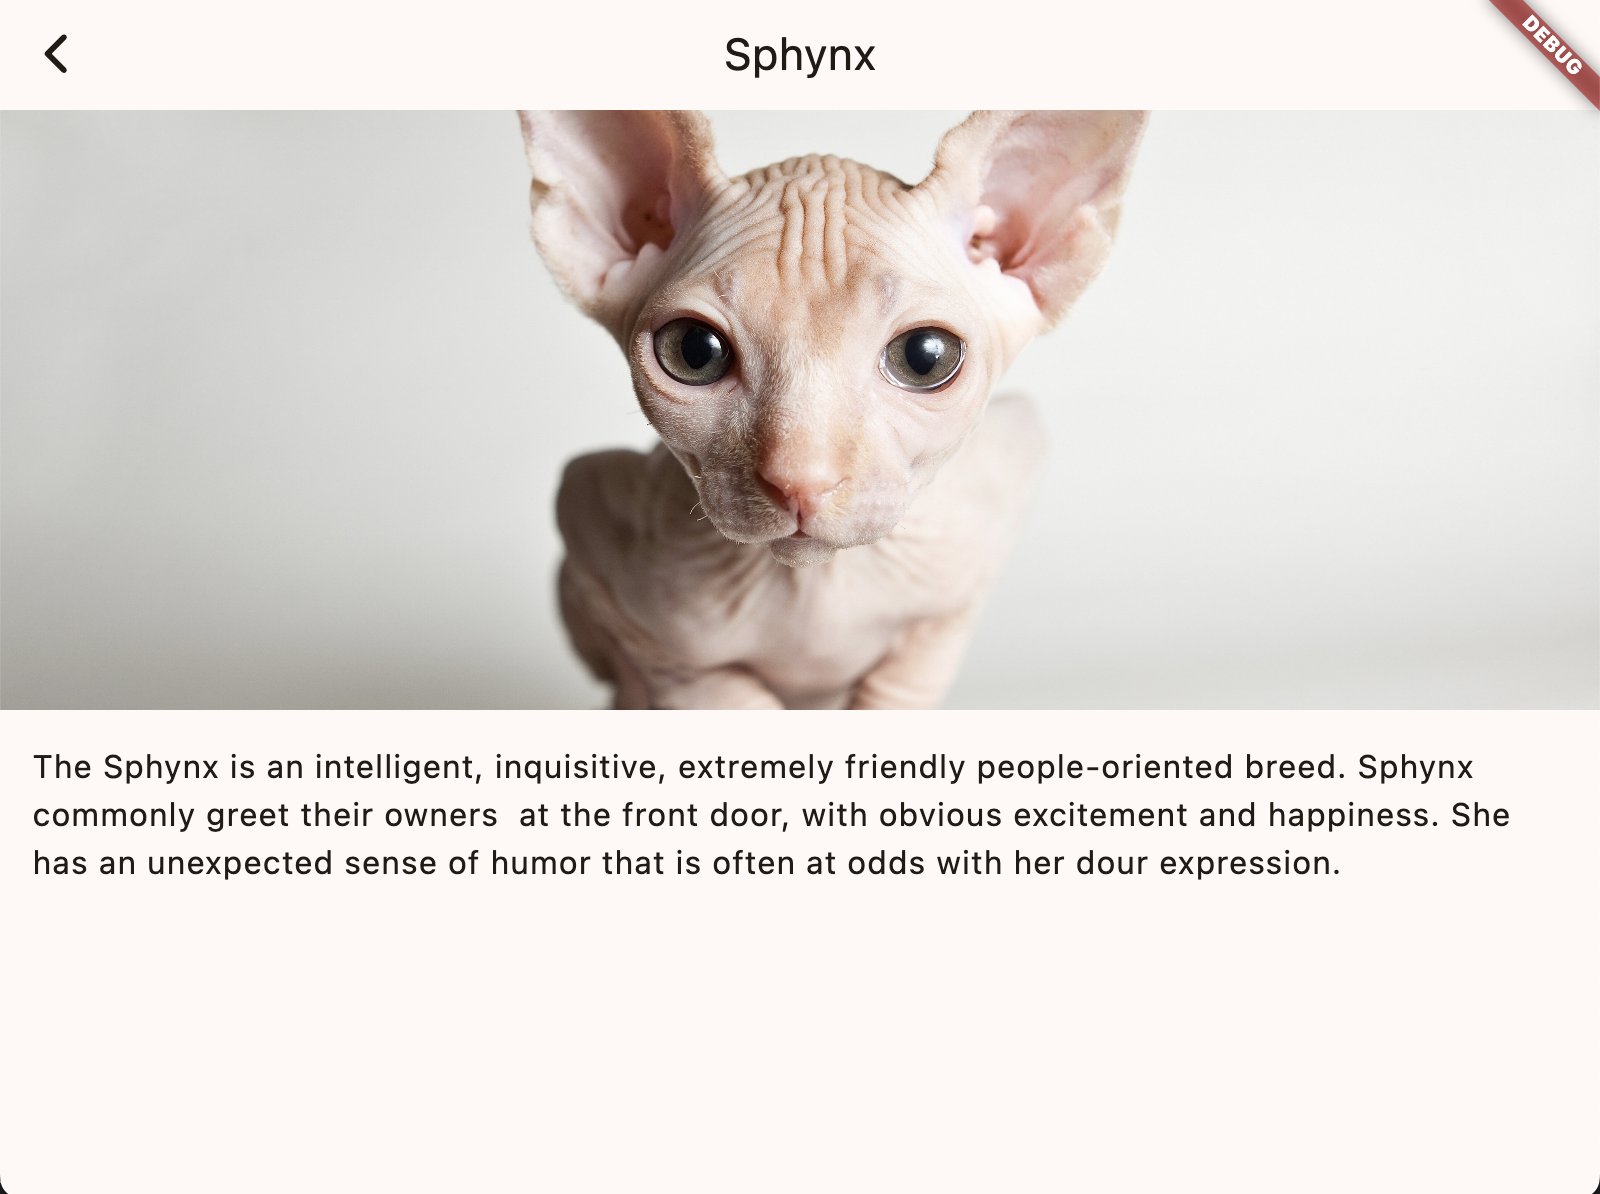 Sphynx
DEBUG
The Sphynx is an intelligent, inquisitive, extremely friendly people-oriented breed. Sphynx
commonly greet their owners  at the front door, with obvious excitement and happiness. She
has an unexpected sense of humor that is often at odds with her dour expression.